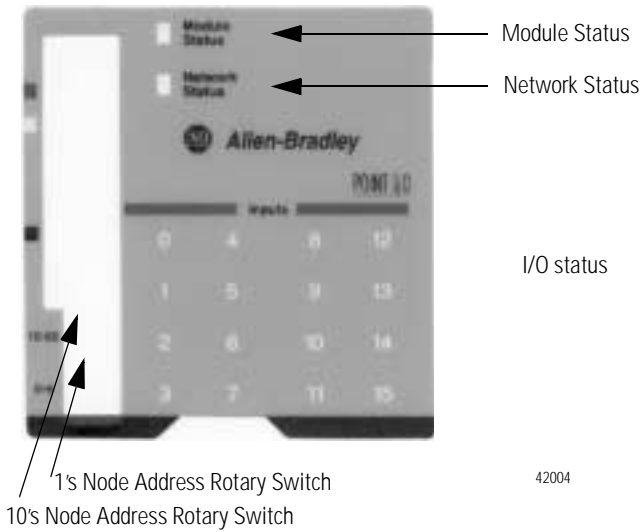 Module Status
Module Status
Network Status
Network Status
Allen-Bradley
POINT I/O
Inputs
0 4 8 12
1 5 9 13
I/O status
2 6 10 14
3 7 11 15
1's Node Address Rotary Switch
42004
10's Node Address Rotary Switch